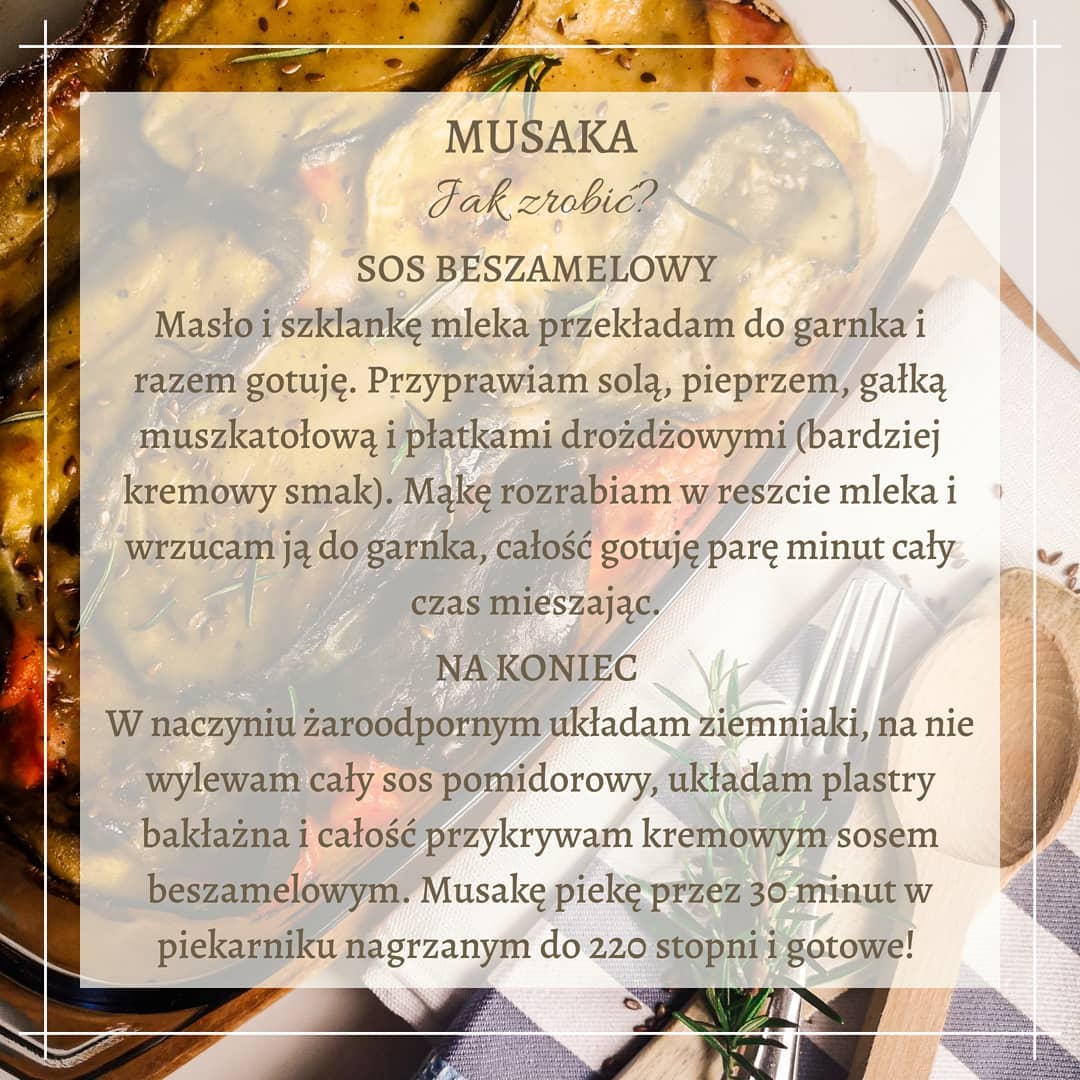 MUSAKA
Jak zrobić?
SOS BESZAMELOWY
Masło i szklankę mleka przekładam do garnka i
razem gotuję. Przyprawiam solą, pieprzem, gałką
muszkatołową i płatkami drożdżowymi (bardziej
kremowy smak). Mąkę rozrabiam w reszcie mleka i
wrzucam ją do garnka, całość gotuję parę minut cały
czas mieszając.
NA KONIEC
W naczyniu żaroodpornym układam ziemniaki, na nie
wylewam cały sos pomidorowy, układam plastry
bakłażna i całość przykrywam kremowym sosem
beszamelowym. Musakę piekę przez 30 minut w
piekarniku nagrzanym do 220 stopni i gotowe!